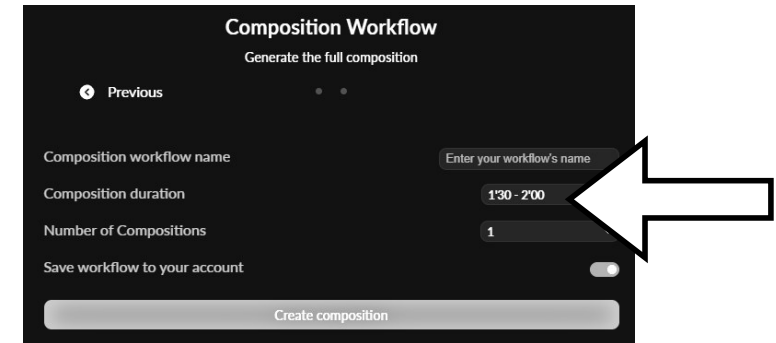 Composition Workflow
Generate the full composition
Previous
Composition workflow name
Enter your workflow's name
Composition duration
1'30 - 2'00
Number of Compositions
1
Save workflow to your account
Create composition